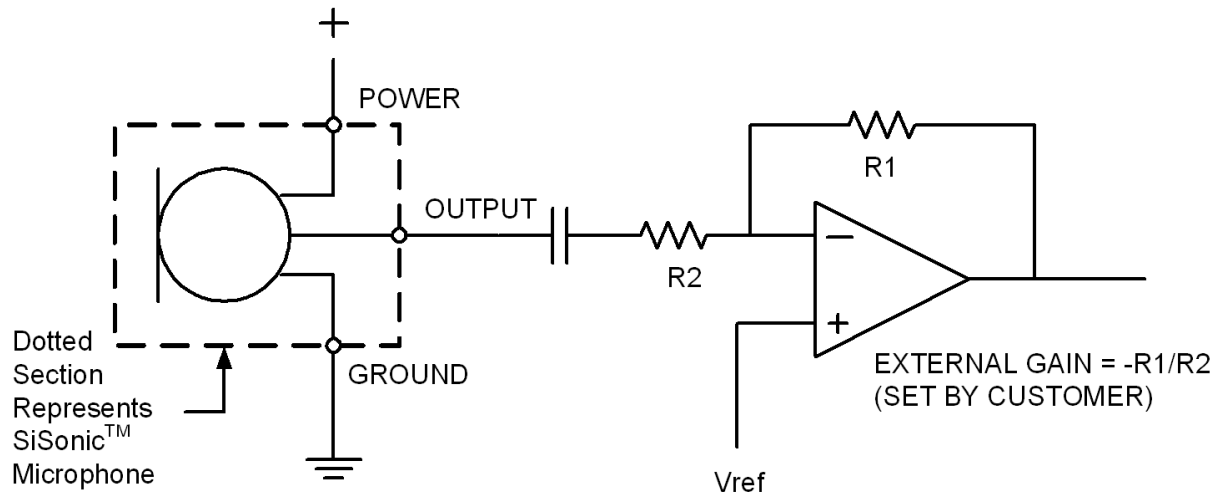 +
POWER
OUTPUT
R1
R2
−
+
Dotted
Section
Represents
SiSonic™
Microphone
GROUND
EXTERNAL GAIN = -R1/R2
(SET BY CUSTOMER)
Vref